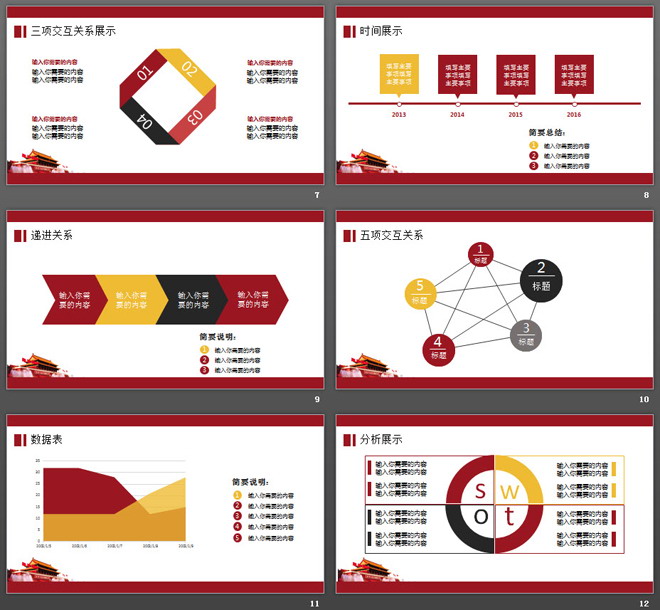 三项交互关系展示
输入你需要的内容
输入你需要的内容
输入你需要的内容
01
02
03
04
输入你需要的内容
输入你需要的内容
输入你需要的内容
输入你需要的内容
输入你需要的内容
输入你需要的内容
输入你需要的内容
输入你需要的内容
输入你需要的内容
7
时间展示
填写主要
事项填写
主要事项
填写主要
事项填写
主要事项
填写主要
事项填写
主要事项
填写主要
事项填写
主要事项
2013
2014
2015
2016
简要总结:
1 输入你需要的内容
2 输入你需要的内容
3 输入你需要的内容
8
递进关系
输入你需
要的内容
输入你需
要的内容
输入你需
要的内容
输入你需
要的内容
简要说明:
1 输入你需要的内容
2 输入你需要的内容
3 输入你需要的内容
9
五项交互关系
1
标题
2
标题
3
标题
4
标题
5
标题
10
数据表
简要说明:
1 输入你需要的内容
2 输入你需要的内容
3 输入你需要的内容
4 输入你需要的内容
5 输入你需要的内容
11
分析展示
输入你需要的内容
输入你需要的内容
输入你需要的内容
输入你需要的内容
s
w
o
t
输入你需要的内容
输入你需要的内容
输入你需要的内容
输入你需要的内容
输入你需要的内容
输入你需要的内容
输入你需要的内容
输入你需要的内容
输入你需要的内容
输入你需要的内容
输入你需要的内容
输入你需要的内容
12